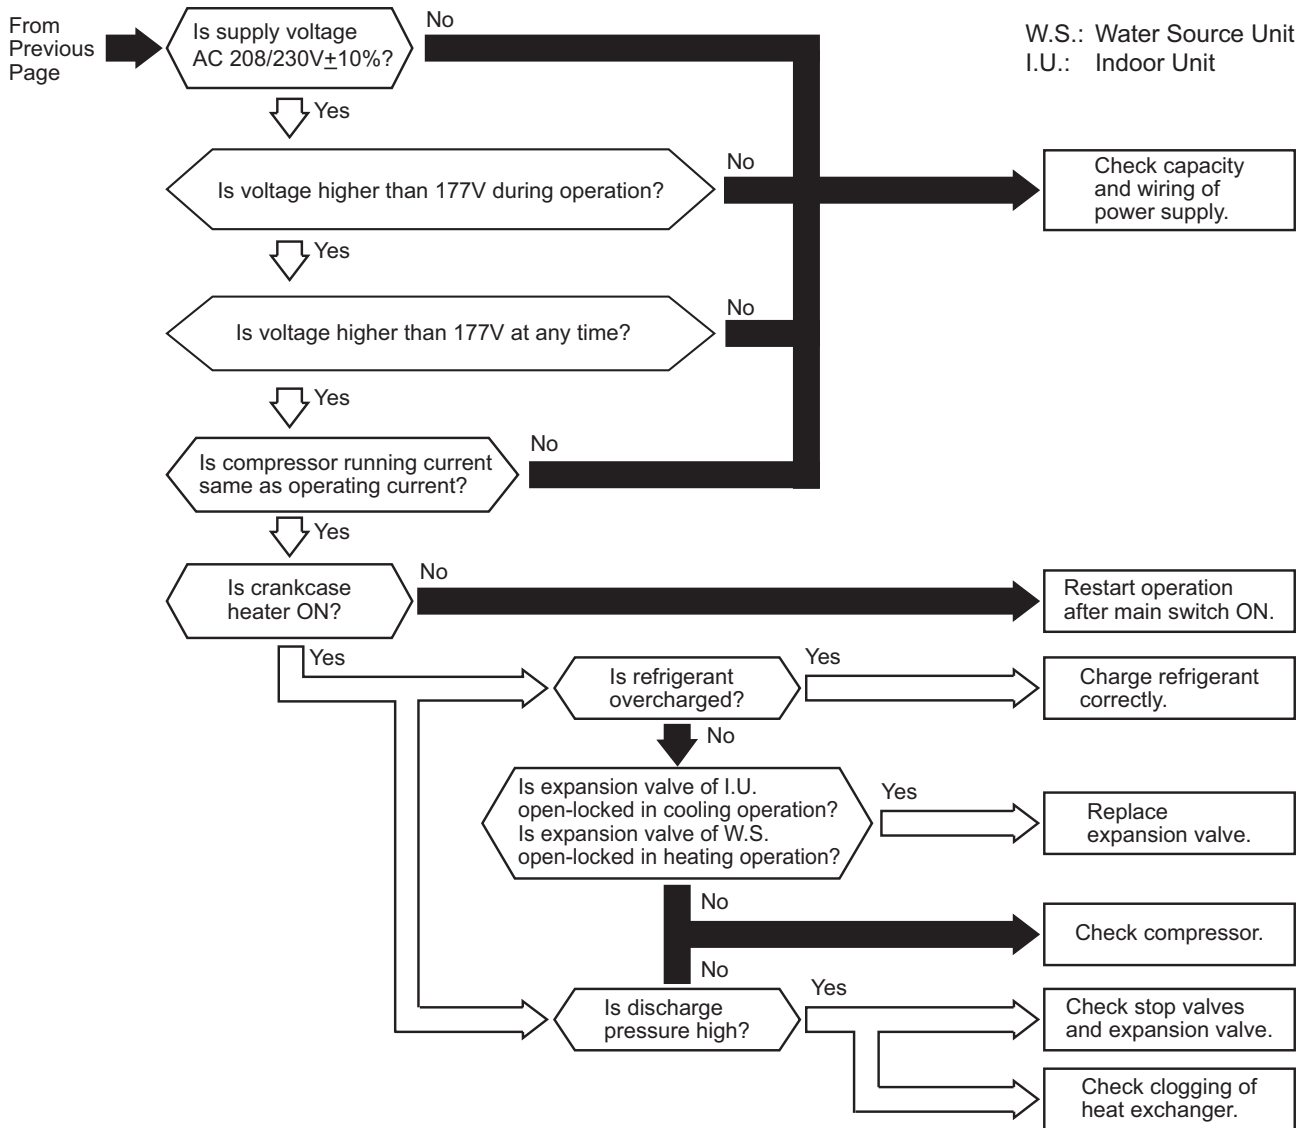 From
Previous
Page
Is supply voltage
AC 208/230V±10%?
No
W.S.: Water Source Unit
I.U.: Indoor Unit
Yes
Is voltage higher than 177V during operation?
No
Check capacity
and wiring of
power supply.
Yes
Is voltage higher than 177V at any time?
No
Yes
Is compressor running current
same as operating current?
No
Yes
Is crankcase
heater ON?
No
Restart operation
after main switch ON.
Yes
Is refrigerant
overcharged?
Yes
Charge refrigerant
correctly.
No
Is expansion valve of I.U.
open-locked in cooling operation?
Is expansion valve of W.S.
open-locked in heating operation?
Yes
Replace
expansion valve.
No
Check compressor.
No
Is discharge
pressure high?
Yes
Check stop valves
and expansion valve.
Check clogging of
heat exchanger.